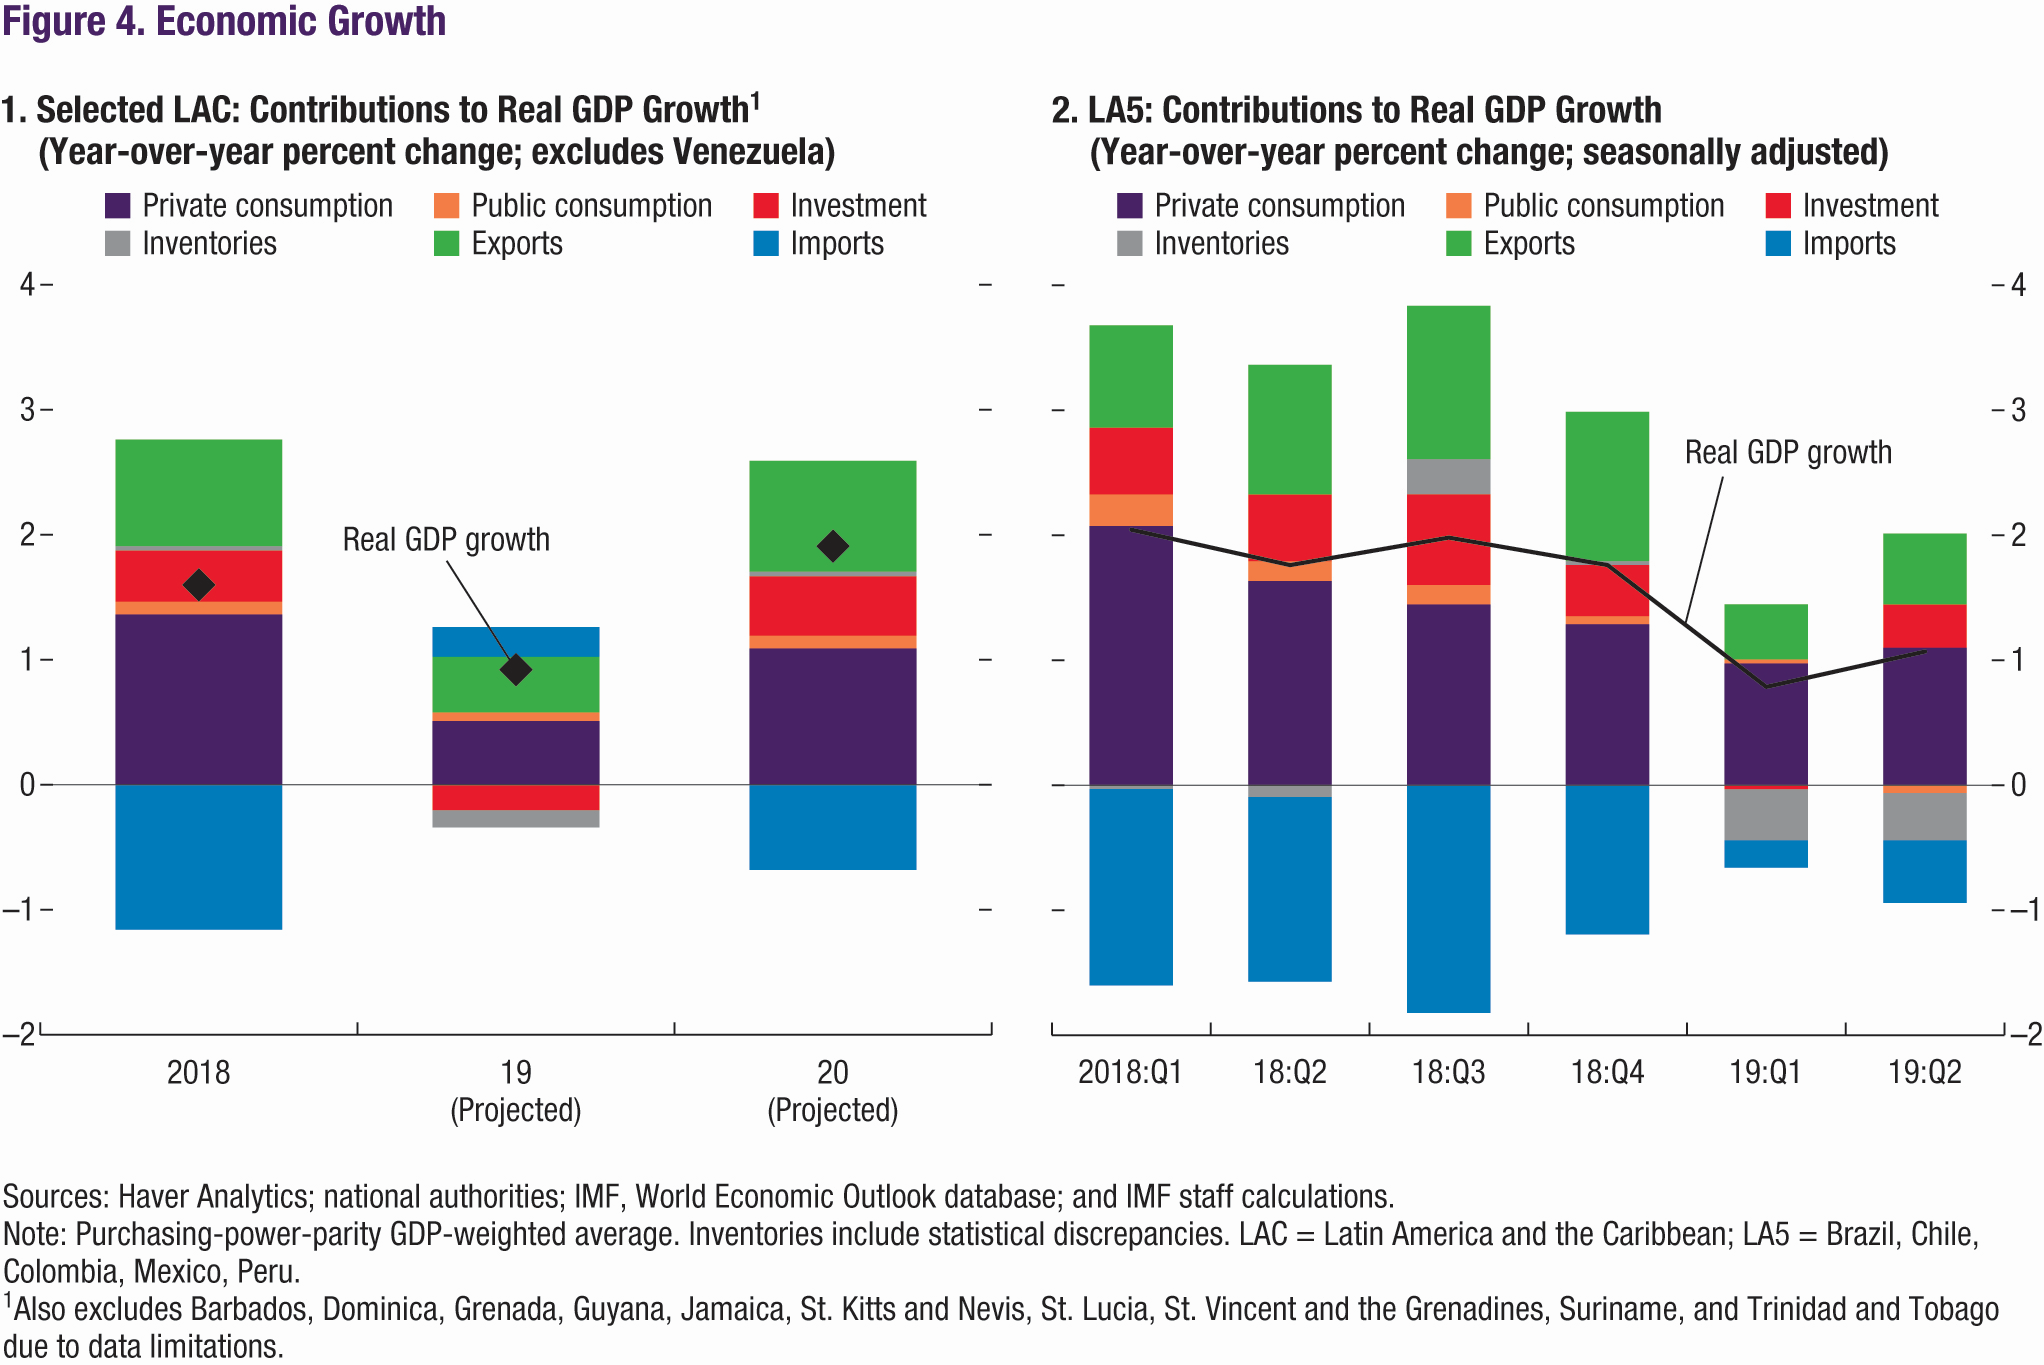 Figure 4. Economic Growth
1. Selected LAC: Contributions to Real GDP Growth¹
(Year-over-year percent change; excludes Venezuela)
Private consumption
Public consumption
Investment
Inventories
Exports
Imports
4
3
2
1
0
–1
–2
Real GDP growth
2018
19
20
(Projected)
(Projected)
2. LA5: Contributions to Real GDP Growth
(Year-over-year percent change; seasonally adjusted)
Private consumption
Public consumption
Investment
Inventories
Exports
Imports
Real GDP growth
4
3
2
1
0
–1
–2
2018:Q1
18:Q2
18:Q3
18:Q4
19:Q1
19:Q2
Sources: Haver Analytics; national authorities; IMF, World Economic Outlook database; and IMF staff calculations.
Note: Purchasing-power-parity GDP-weighted average. Inventories include statistical discrepancies. LAC = Latin America and the Caribbean; LA5 = Brazil, Chile,
Colombia, Mexico, Peru.
¹Also excludes Barbados, Dominica, Grenada, Guyana, Jamaica, St. Kitts and Nevis, St. Lucia, St. Vincent and the Grenadines, Suriname, and Trinidad and Tobago
due to data limitations.